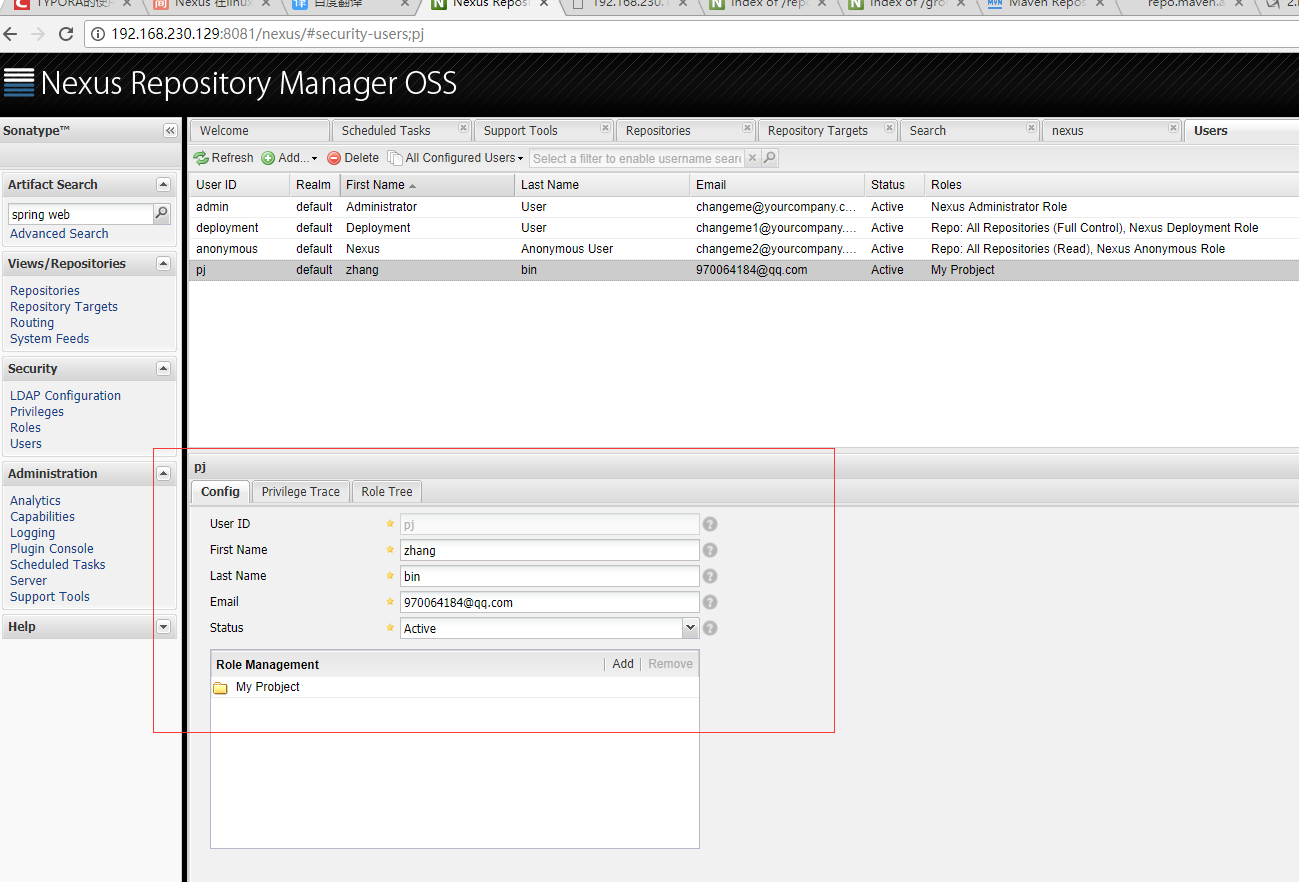 TYPORA的使
Nexus 在linux
百度翻译
Nexus Repos
192.168.230.1
Index of /repo
Index of /gro
Maven Repos
repo.maven.a
192.168.230.129:8081/nexus/#security-users;pj
Nexus Repository Manager OSS
Sonatype™
Welcome Scheduled Tasks Support Tools Repositories Repository Targets Search nexus Users
Refresh Add... Delete All Configured Users Select a filter to enable username sear
Artifact Search
spring web
Advanced Search
Views/Repositories
Repositories
Repository Targets
Routing
System Feeds
Security
LDAP Configuration
Privileges
Roles
Users
Administration
Analytics
Capabilities
Logging
Plugin Console
Scheduled Tasks
Server
Support Tools
Help
User ID Realm First Name Last Name Email Status Roles
admin default Administrator User changeme@yourcompany.c... Active Nexus Administrator Role
deployment default Deployment User changeme1@yourcompany.... Active Repo: All Repositories (Full Control), Nexus Deployment Role
anonymous default Nexus Anonymous User changeme2@yourcompany.... Active Repo: All Repositories (Read), Nexus Anonymous Role
pj default zhang bin 970064184@qq.com Active My Probject
pj
Config Privilege Trace Role Tree
User ID pj
First Name zhang
Last Name bin
Email 970064184@qq.com
Status Active
Role Management Add Remove
My Probject